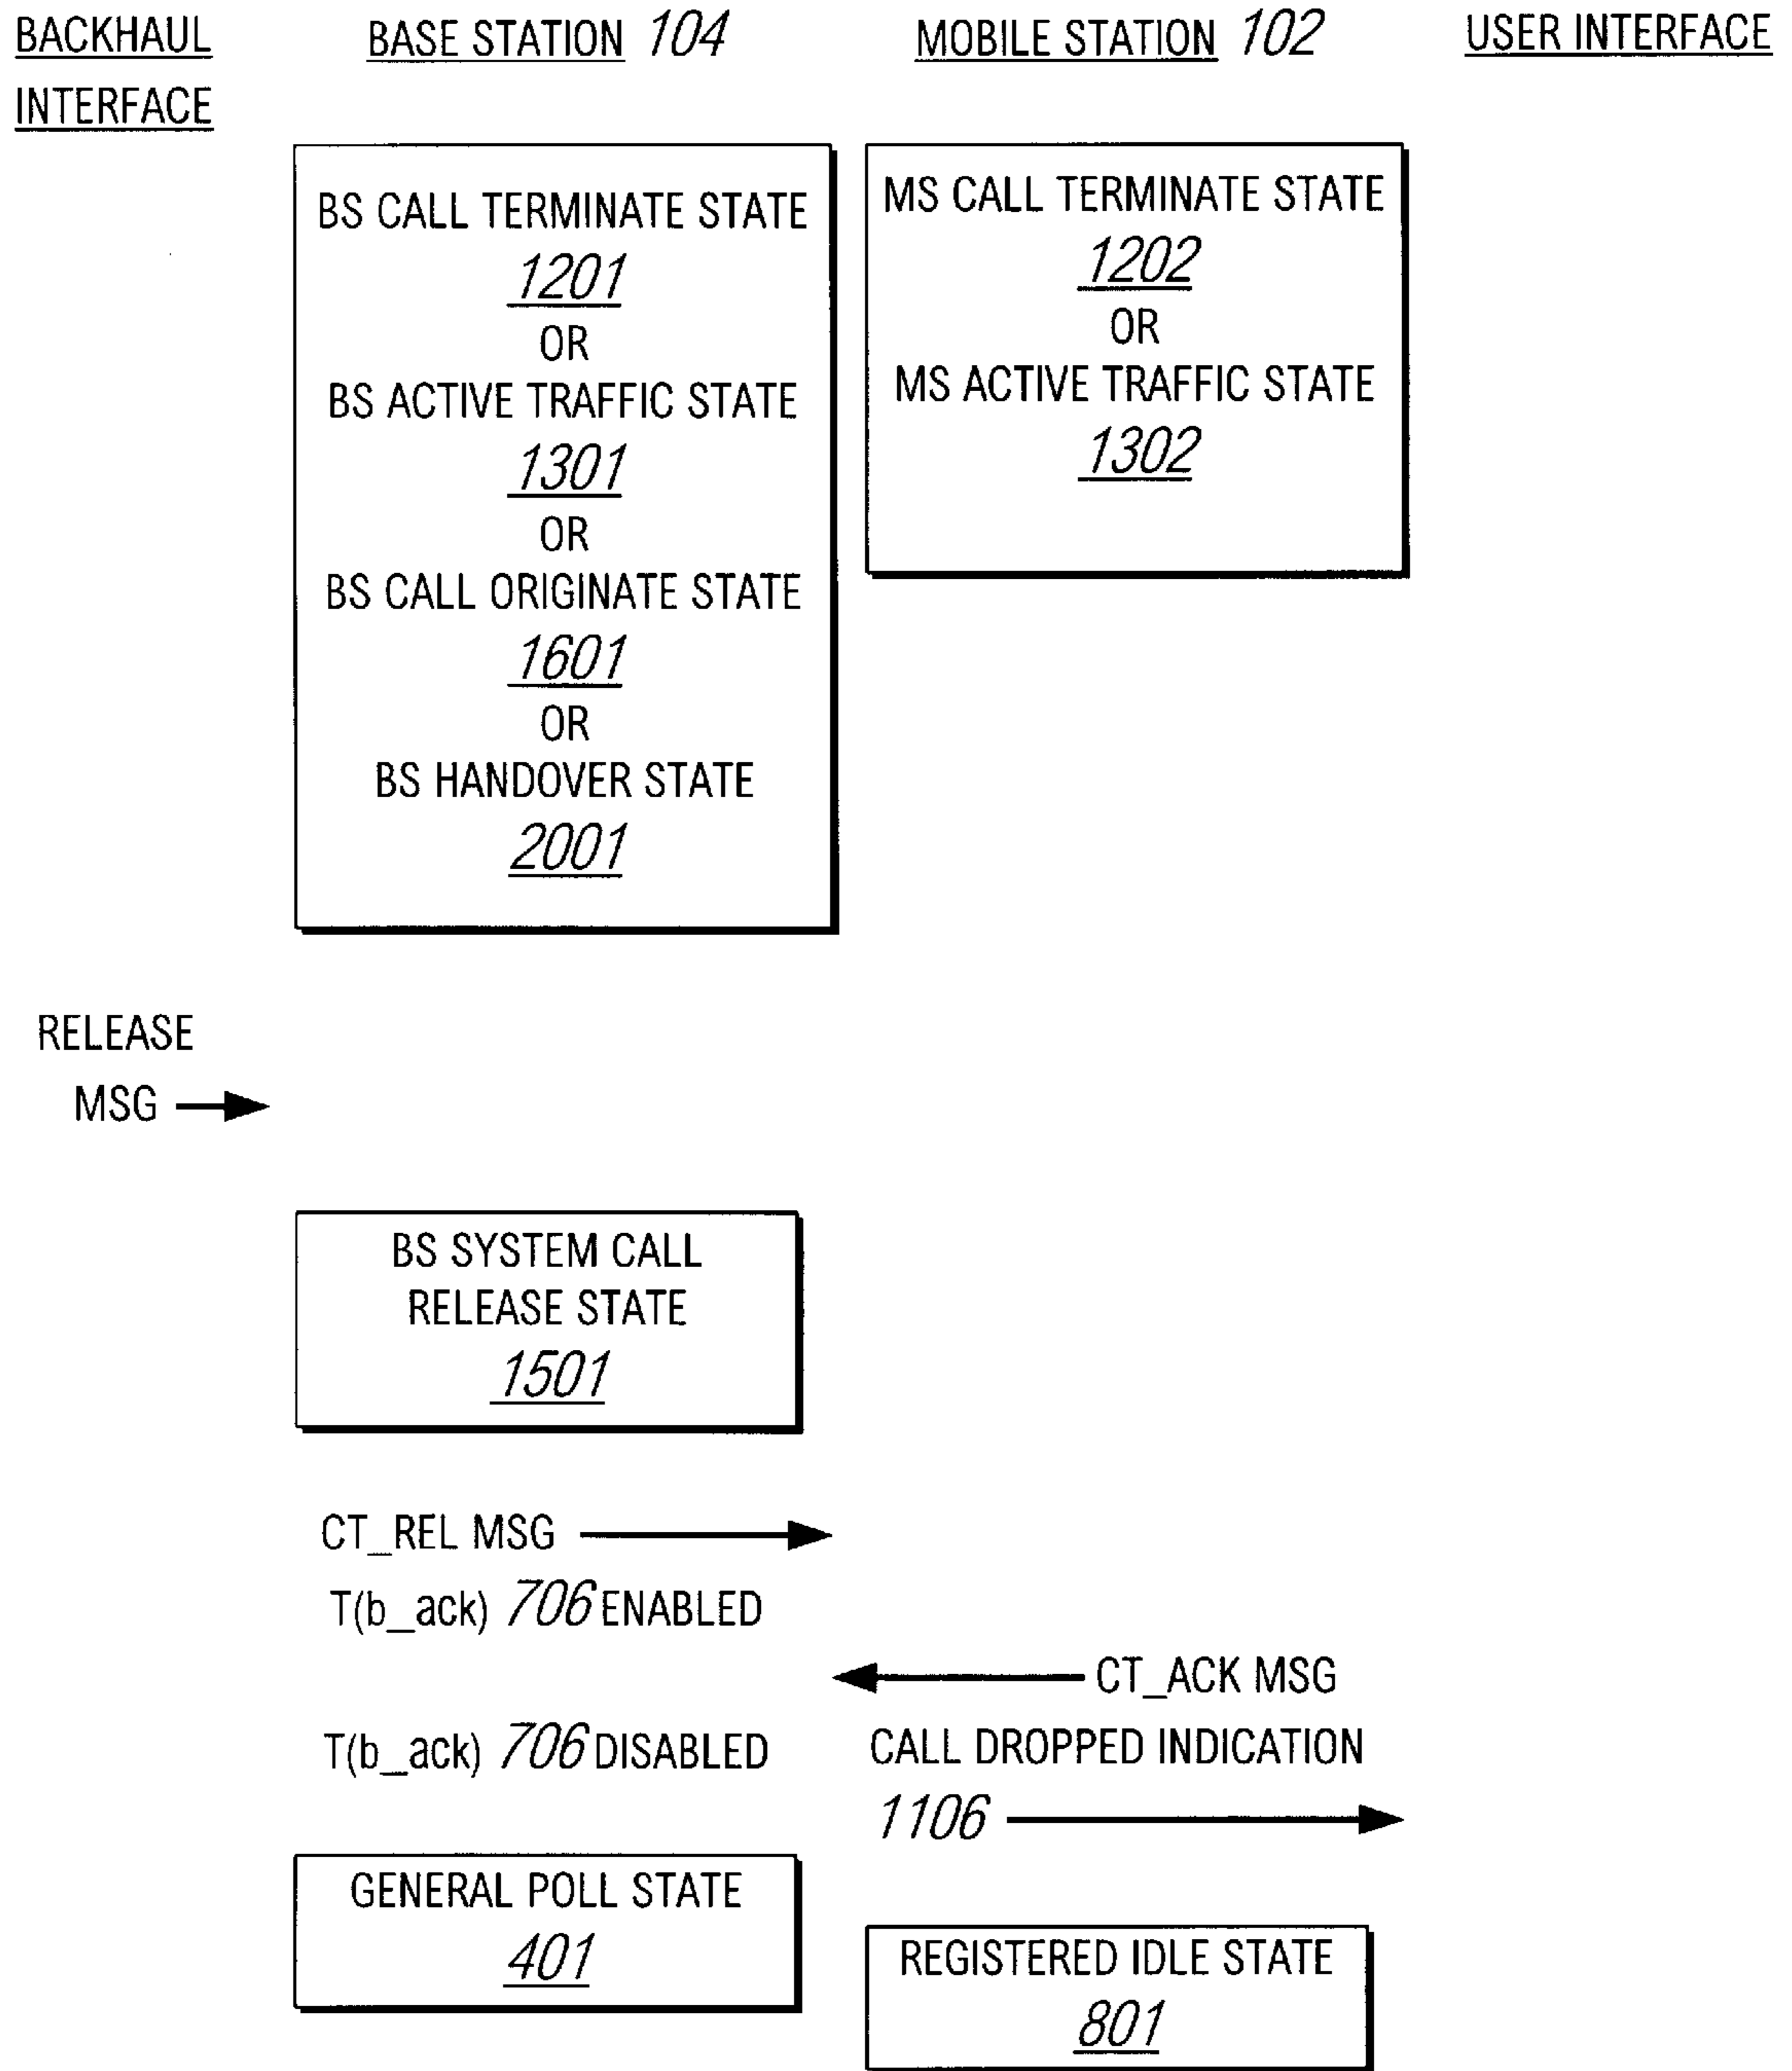 BACKHAUL INTERFACE
BASE STATION 104
MOBILE STATION 102
USER INTERFACE
BS CALL TERMINATE STATE
1201
OR
BS ACTIVE TRAFFIC STATE
1301
OR
BS CALL ORIGINATE STATE
1601
OR
BS HANDOVER STATE
2001
MS CALL TERMINATE STATE
1202
OR
MS ACTIVE TRAFFIC STATE
1302
RELEASE
MSG
BS SYSTEM CALL
RELEASE STATE
1501
CT_REL MSG
T(b_ack) 706 ENABLED
CT_ACK MSG
T(b_ack) 706 DISABLED
CALL DROPPED INDICATION
1106
GENERAL POLL STATE
401
REGISTERED IDLE STATE
801